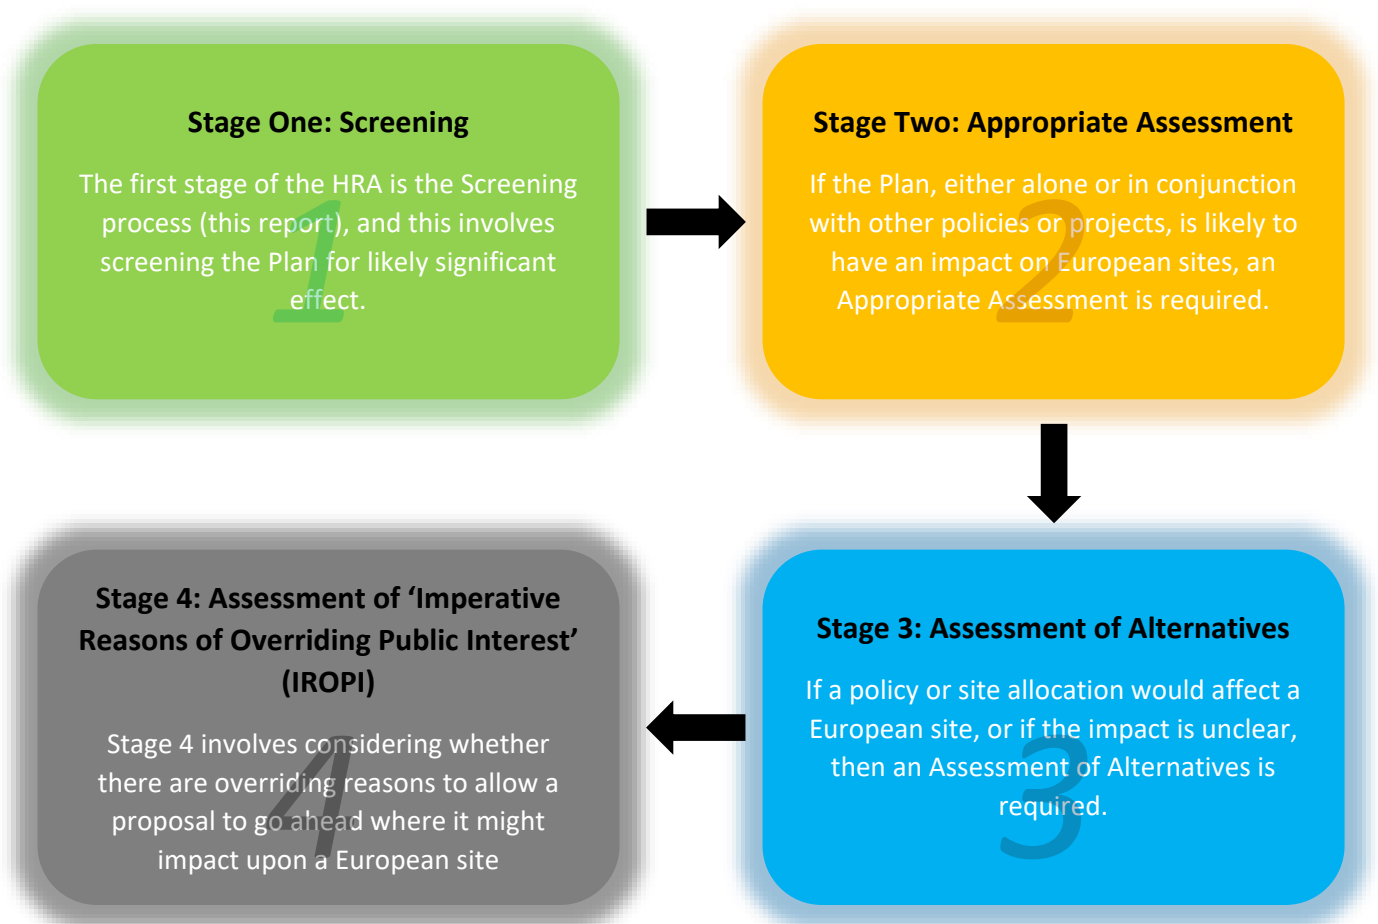 Stage One: Screening
The first stage of the HRA is the Screening
process (this report), and this involves
screening the Plan for likely significant
effect.
1
Stage Two: Appropriate Assessment
If the Plan, either alone or in conjunction
with other policies or projects, is likely to
have an impact on European sites, an
Appropriate Assessment is required.
2
Stage 3: Assessment of Alternatives
If a policy or site allocation would affect a
European site, or if the impact is unclear,
then an Assessment of Alternatives is
required.
3
Stage 4: Assessment of ‘Imperative
Reasons of Overriding Public Interest’
(IROPI)
Stage 4 involves considering whether
there are overriding reasons to allow a
proposal to go ahead where it might
impact upon a European site
4